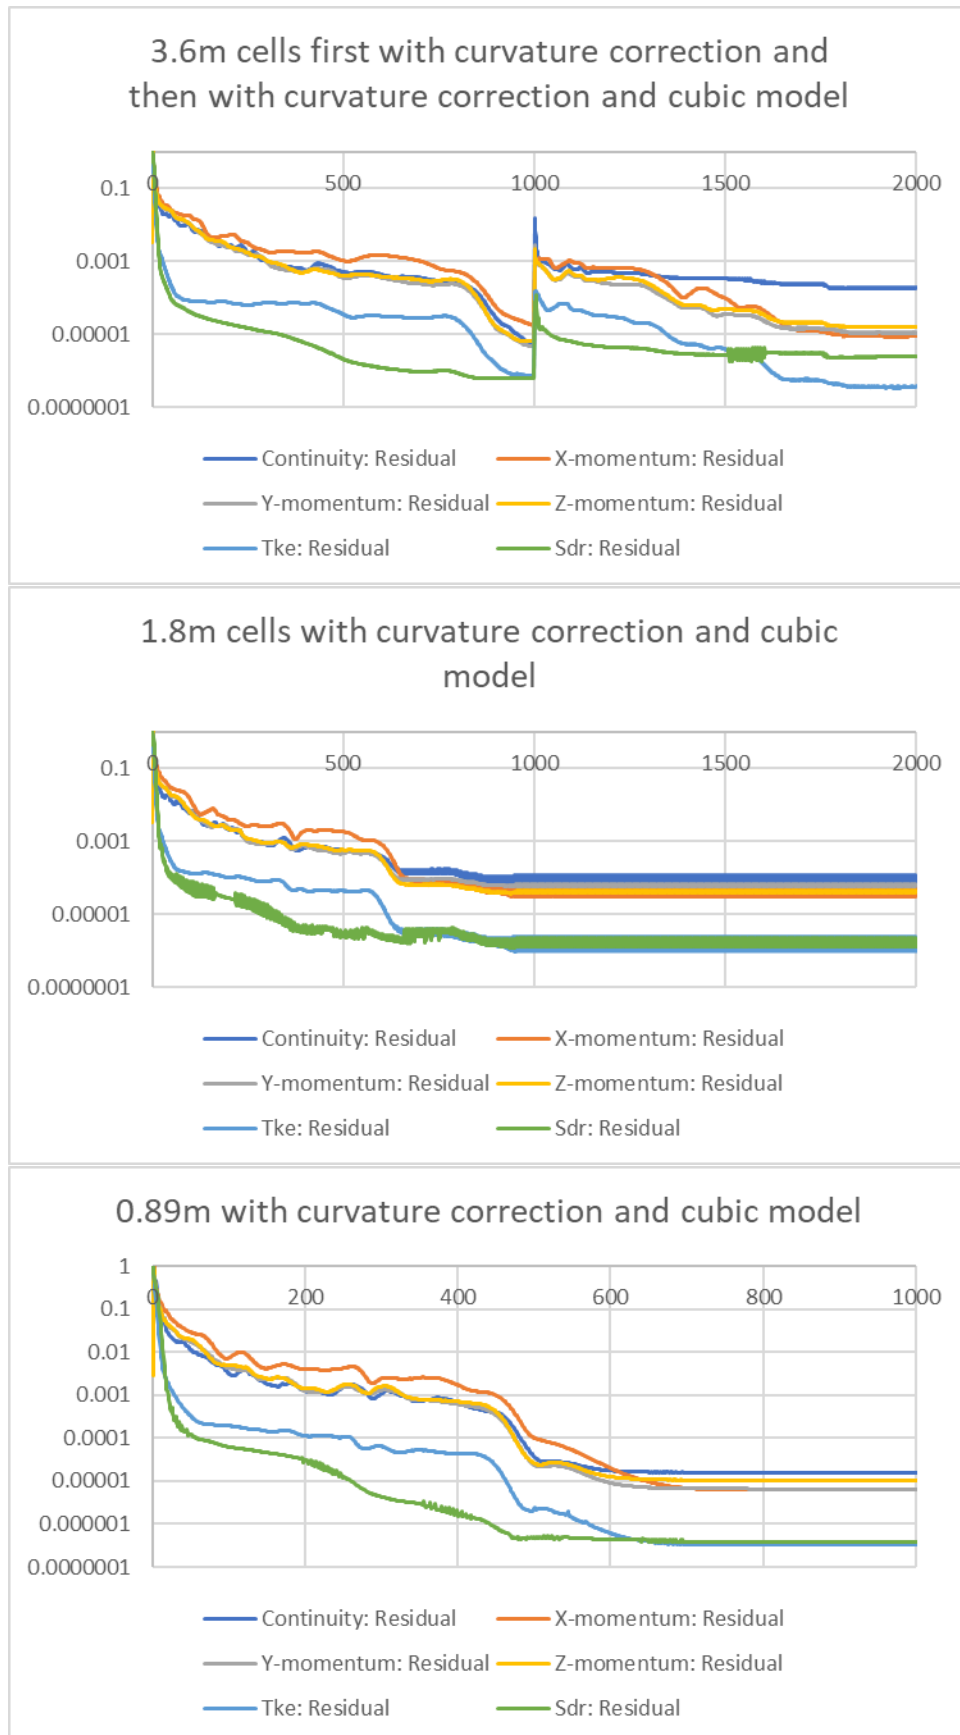 3.6m cells first with curvature correction and
then with curvature correction and cubic model
0 500 1000 1500 2000
0.1
0.001
0.00001
0.0000001
Continuity: Residual X-momentum: Residual
Y-momentum: Residual Z-momentum: Residual
Tke: Residual Sdr: Residual
1.8m cells with curvature correction and cubic
model
0 500 1000 1500 2000
0.1
0.001
0.00001
0.0000001
Continuity: Residual X-momentum: Residual
Y-momentum: Residual Z-momentum: Residual
Tke: Residual Sdr: Residual
0.89m with curvature correction and cubic model
1
0 200 400 600 800 1000
0.1
0.01
0.001
0.0001
0.00001
0.000001
0.0000001
Continuity: Residual X-momentum: Residual
Y-momentum: Residual Z-momentum: Residual
Tke: Residual Sdr: Residual